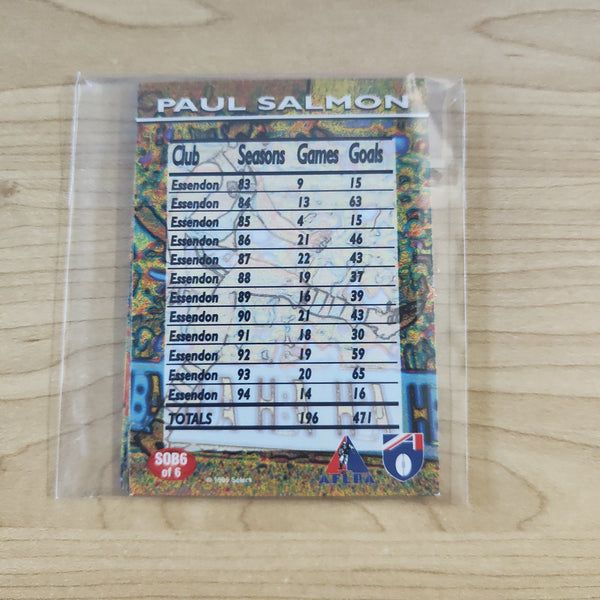 PAUL SALMON
Club Seasons Games Goals
Essendon 83 9 15
Essendon 84 13 63
Essendon 85 4 15
Essendon 86 21 46
Essendon 87 22 43
Essendon 88 19 37
Essendon 89 16 39
Essendon 90 21 43
Essendon 91 18 30
Essendon 92 19 59
Essendon 93 20 65
Essendon 94 14 16
TOTALS 196 471
SOB6
of 6
AFLPA